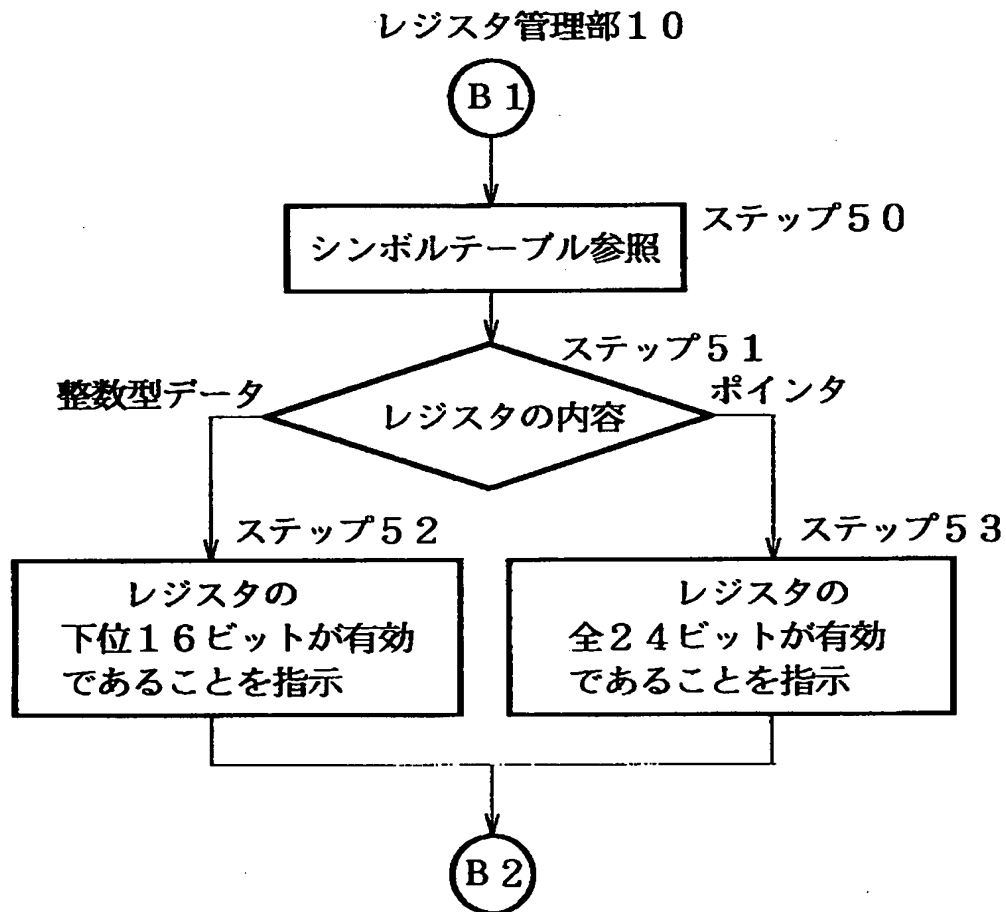 レジスタ管理部１０
Ｂ１
ステップ５０
シンボルテーブル参照
ステップ５１
整数型データ
ポインタ
レジスタの内容
ステップ５２
レジスタの
下位１６ビットが有効
であることを指示
ステップ５３
レジスタの
全２４ビットが有効
であることを指示
Ｂ２